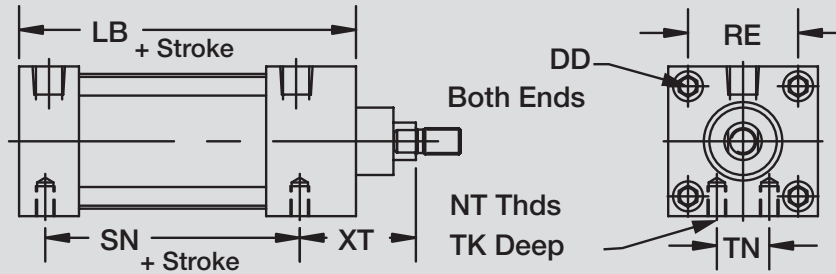 LB + Stroke
RE
DD
Both Ends
NT Thds
TK Deep
SN + Stroke
XT
TN